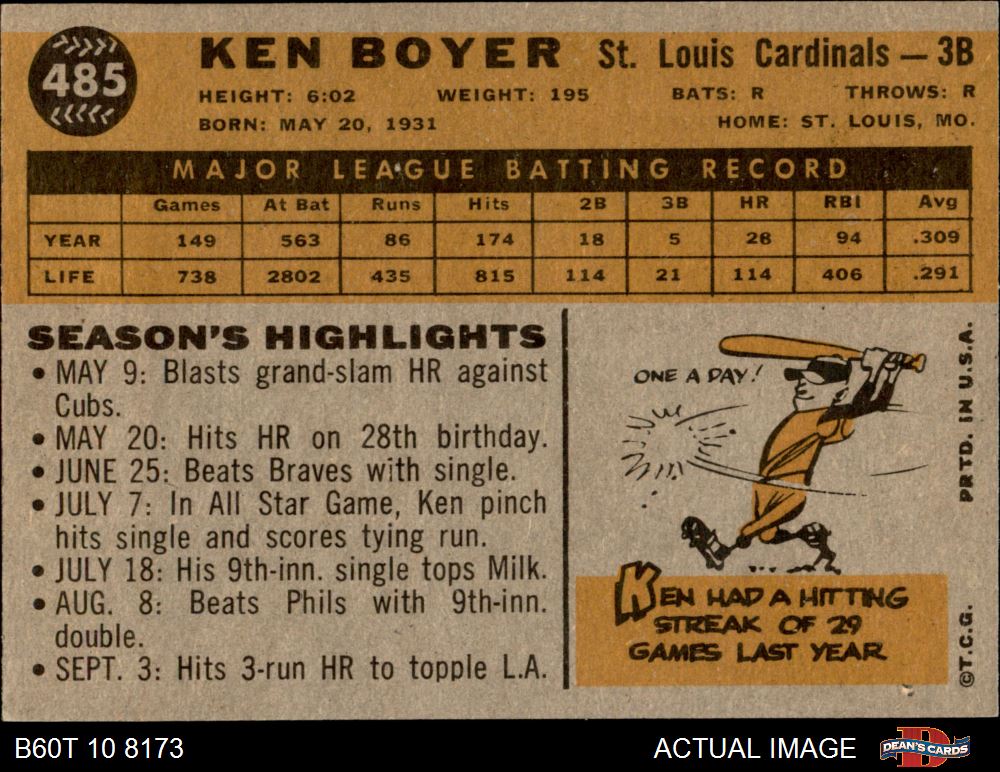 485
KEN BOYER St. Louis Cardinals — 3B
HEIGHT: 6:02 WEIGHT: 195 BATS: R THROWS: R
BORN: MAY 20, 1931 HOME: ST. LOUIS, MO.
MAJOR LEAGUE BATTING RECORD
Games At Bat Runs Hits 2B 3B HR RBI Avg
YEAR 149 563 86 174 18 5 28 94 .309
LIFE 738 2802 435 815 114 21 114 406 .291
SEASON'S HIGHLIGHTS
• MAY 9: Blasts grand-slam HR against
Cubs.
• MAY 20: Hits HR on 28th birthday.
• JUNE 25: Beats Braves with single.
• JULY 7: In All Star Game, Ken pinch
hits single and scores tying run.
• JULY 18: His 9th-inn. single tops Milk.
• AUG. 8: Beats Phils with 9th-inn.
double.
• SEPT. 3: Hits 3-run HR to topple L.A.
ONE A DAY!
KEN HAD A HITTING
STREAK OF 29
GAMES LAST YEAR
PRTD. IN U.S.A.
©T.C.G.
B60T 10 8173 ACTUAL IMAGE DEAN'S CARDS